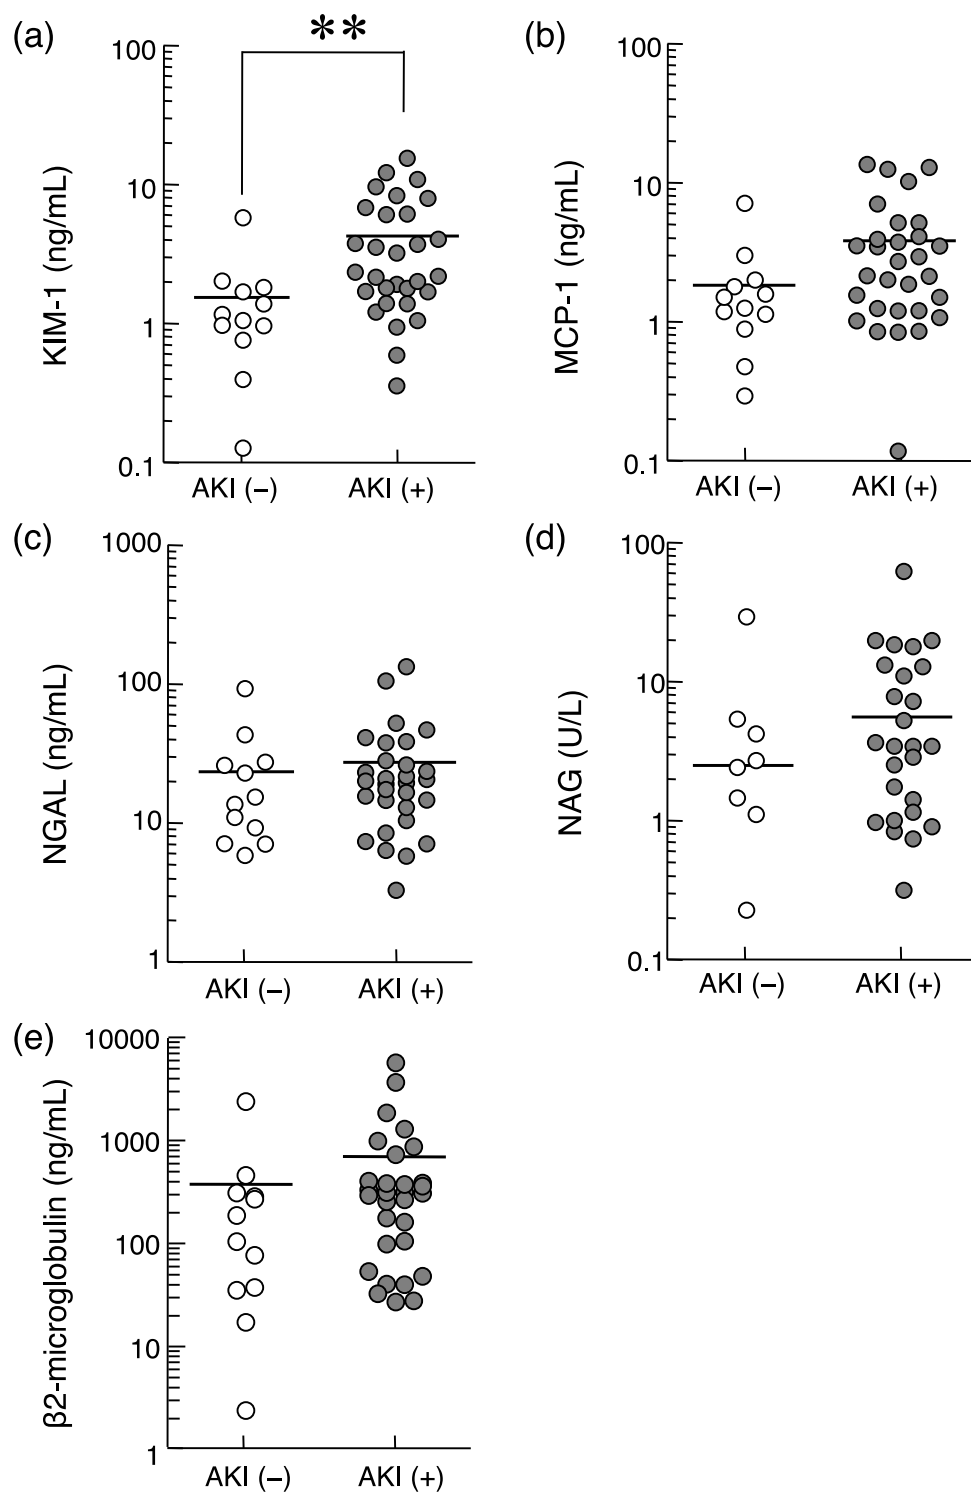 (a)
**
100
10
1
0.1
KIM-1 (ng/mL)
AKI (–)
AKI (+)
(b)
100
10
1
0.1
MCP-1 (ng/mL)
AKI (–)
AKI (+)
(c)
1000
100
10
1
NGAL (ng/mL)
AKI (–)
AKI (+)
(d)
100
10
1
0.1
NAG (U/L)
AKI (–)
AKI (+)
(e)
10000
1000
100
10
1
β2-microglobulin (ng/mL)
AKI (–)
AKI (+)